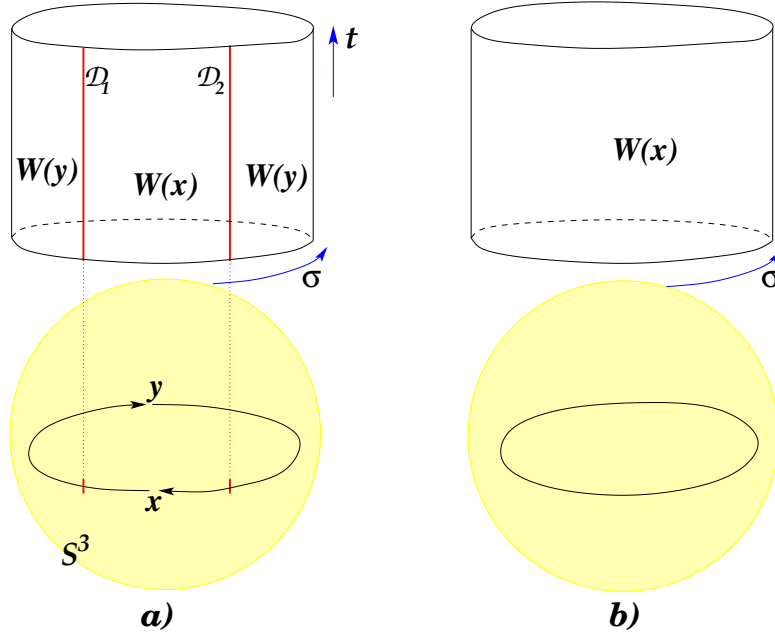 t
𝒟₁ 𝒟₂
W(y) W(x) W(y)
σ
y
x
S³
a)
W(x)
σ
b)